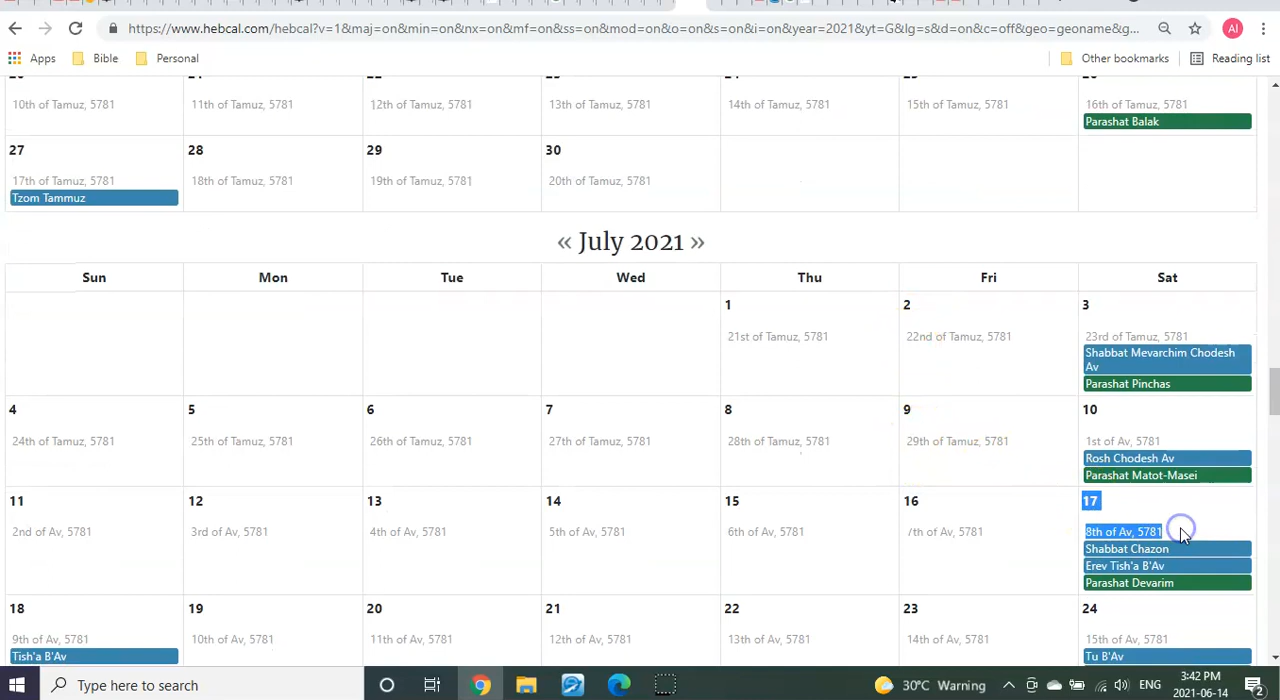 https://www.hebcal.com/hebcal?v=1&maj=on&min=on&nx=on&mf=on&ss=on&mod=on&o=on&s=on&i=on&year=2021&yt=G&lg=s&d=on&c=off&geo=geoname&g...
AI
Apps Bible Personal Other bookmarks Reading list
10th of Tamuz, 5781 11th of Tamuz, 5781 12th of Tamuz, 5781 13th of Tamuz, 5781 14th of Tamuz, 5781 15th of Tamuz, 5781 16th of Tamuz, 5781
Parashat Balak
27 28 29 30
17th of Tamuz, 5781 18th of Tamuz, 5781 19th of Tamuz, 5781 20th of Tamuz, 5781
Tzom Tammuz
« July 2021 »
Sun Mon Tue Wed Thu Fri Sat
1 2 3
21st of Tamuz, 5781 22nd of Tamuz, 5781 23rd of Tamuz, 5781
Shabbat Mevarchim Chodesh
Av
Parashat Pinchas
4 5 6 7 8 9 10
24th of Tamuz, 5781 25th of Tamuz, 5781 26th of Tamuz, 5781 27th of Tamuz, 5781 28th of Tamuz, 5781 29th of Tamuz, 5781 1st of Av, 5781
Rosh Chodesh Av
Parashat Matot-Masei
11 12 13 14 15 16 17
2nd of Av, 5781 3rd of Av, 5781 4th of Av, 5781 5th of Av, 5781 6th of Av, 5781 7th of Av, 5781 8th of Av, 5781
Shabbat Chazon
Erev Tish'a B'Av
Parashat Devarim
18 19 20 21 22 23 24
9th of Av, 5781 10th of Av, 5781 11th of Av, 5781 12th of Av, 5781 13th of Av, 5781 14th of Av, 5781 15th of Av, 5781
Tish'a B'Av Tu B'Av
Type here to search 30°C Warning ENG 3:42 PM
2021-06-14
2